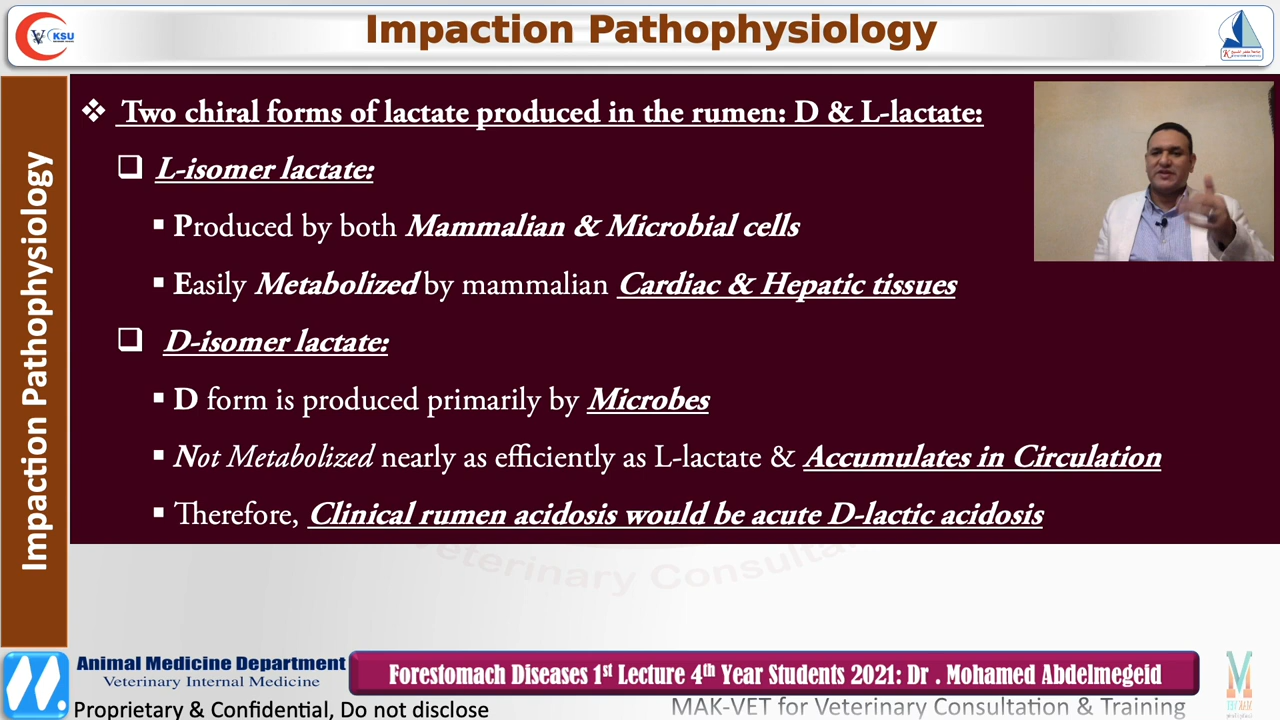 KSU
Impaction Pathophysiology
Impaction Pathophysiology
❖ Two chiral forms of lactate produced in the rumen: D & L-lactate:
❑ L-isomer lactate:
▪ Produced by both Mammalian & Microbial cells
▪ Easily Metabolized by mammalian Cardiac & Hepatic tissues
❑ D-isomer lactate:
▪ D form is produced primarily by Microbes
▪ Not Metabolized nearly as efficiently as L-lactate & Accumulates in Circulation
▪ Therefore, Clinical rumen acidosis would be acute D-lactic acidosis
Veterinary Consulta
Animal Medicine Department
Veterinary Internal Medicine
Forestomach Diseases 1st Lecture 4th Year Students 2021: Dr . Mohamed Abdelmegeid
Proprietary & Confidential, Do not disclose
MAK-VET for Veterinary Consultation & Training